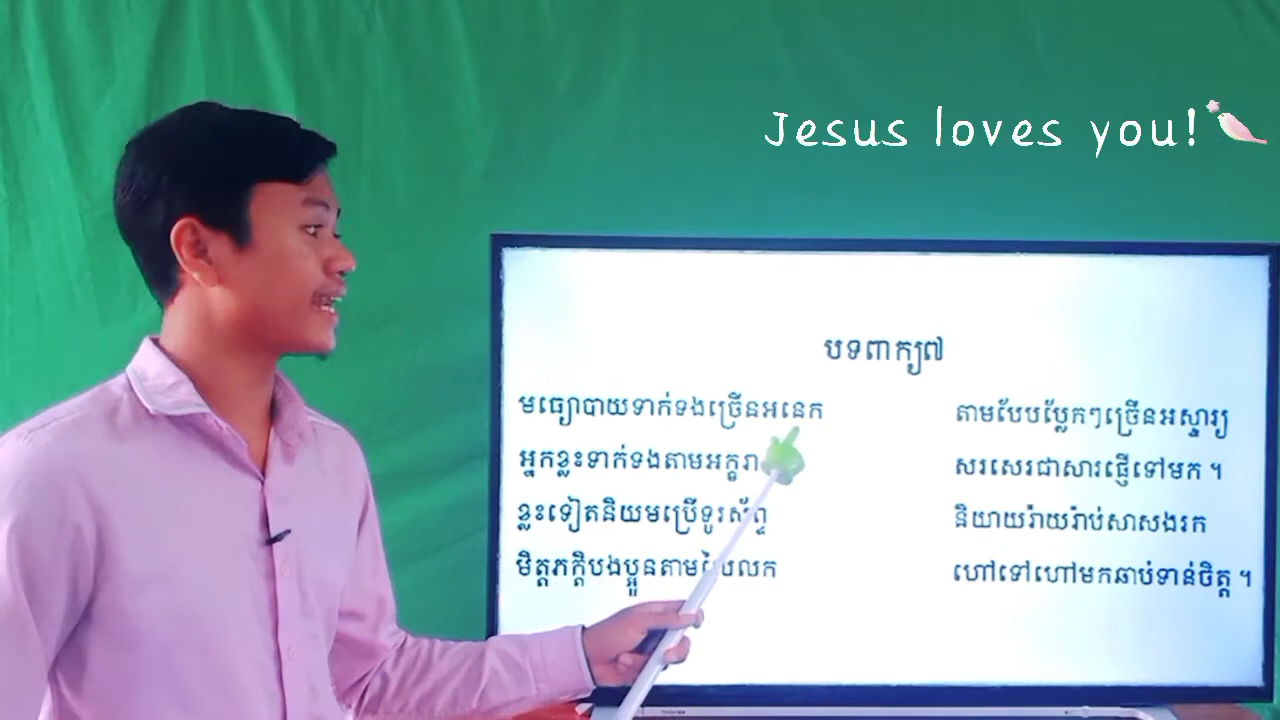 Jesus loves you!
បទពាក្យ៧
មធ្យោបាយទាក់ទងច្រើនអនេក តាមបែបប្លែកៗច្រើនអស្ចារ្យ
អ្នកខ្លះទាក់ទងតាមអក្ខរា សរសេរជាសារផ្ញើទៅមក ។
ខ្លះទៀតនិយមប្រើទូរស័ព្ទ និយាយរ៉ាយរ៉ាប់សាសងរក
មិត្តភក្តិបងប្អូនតាម ហៅទៅហៅមកឆាប់ទាន់ចិត្ត ។